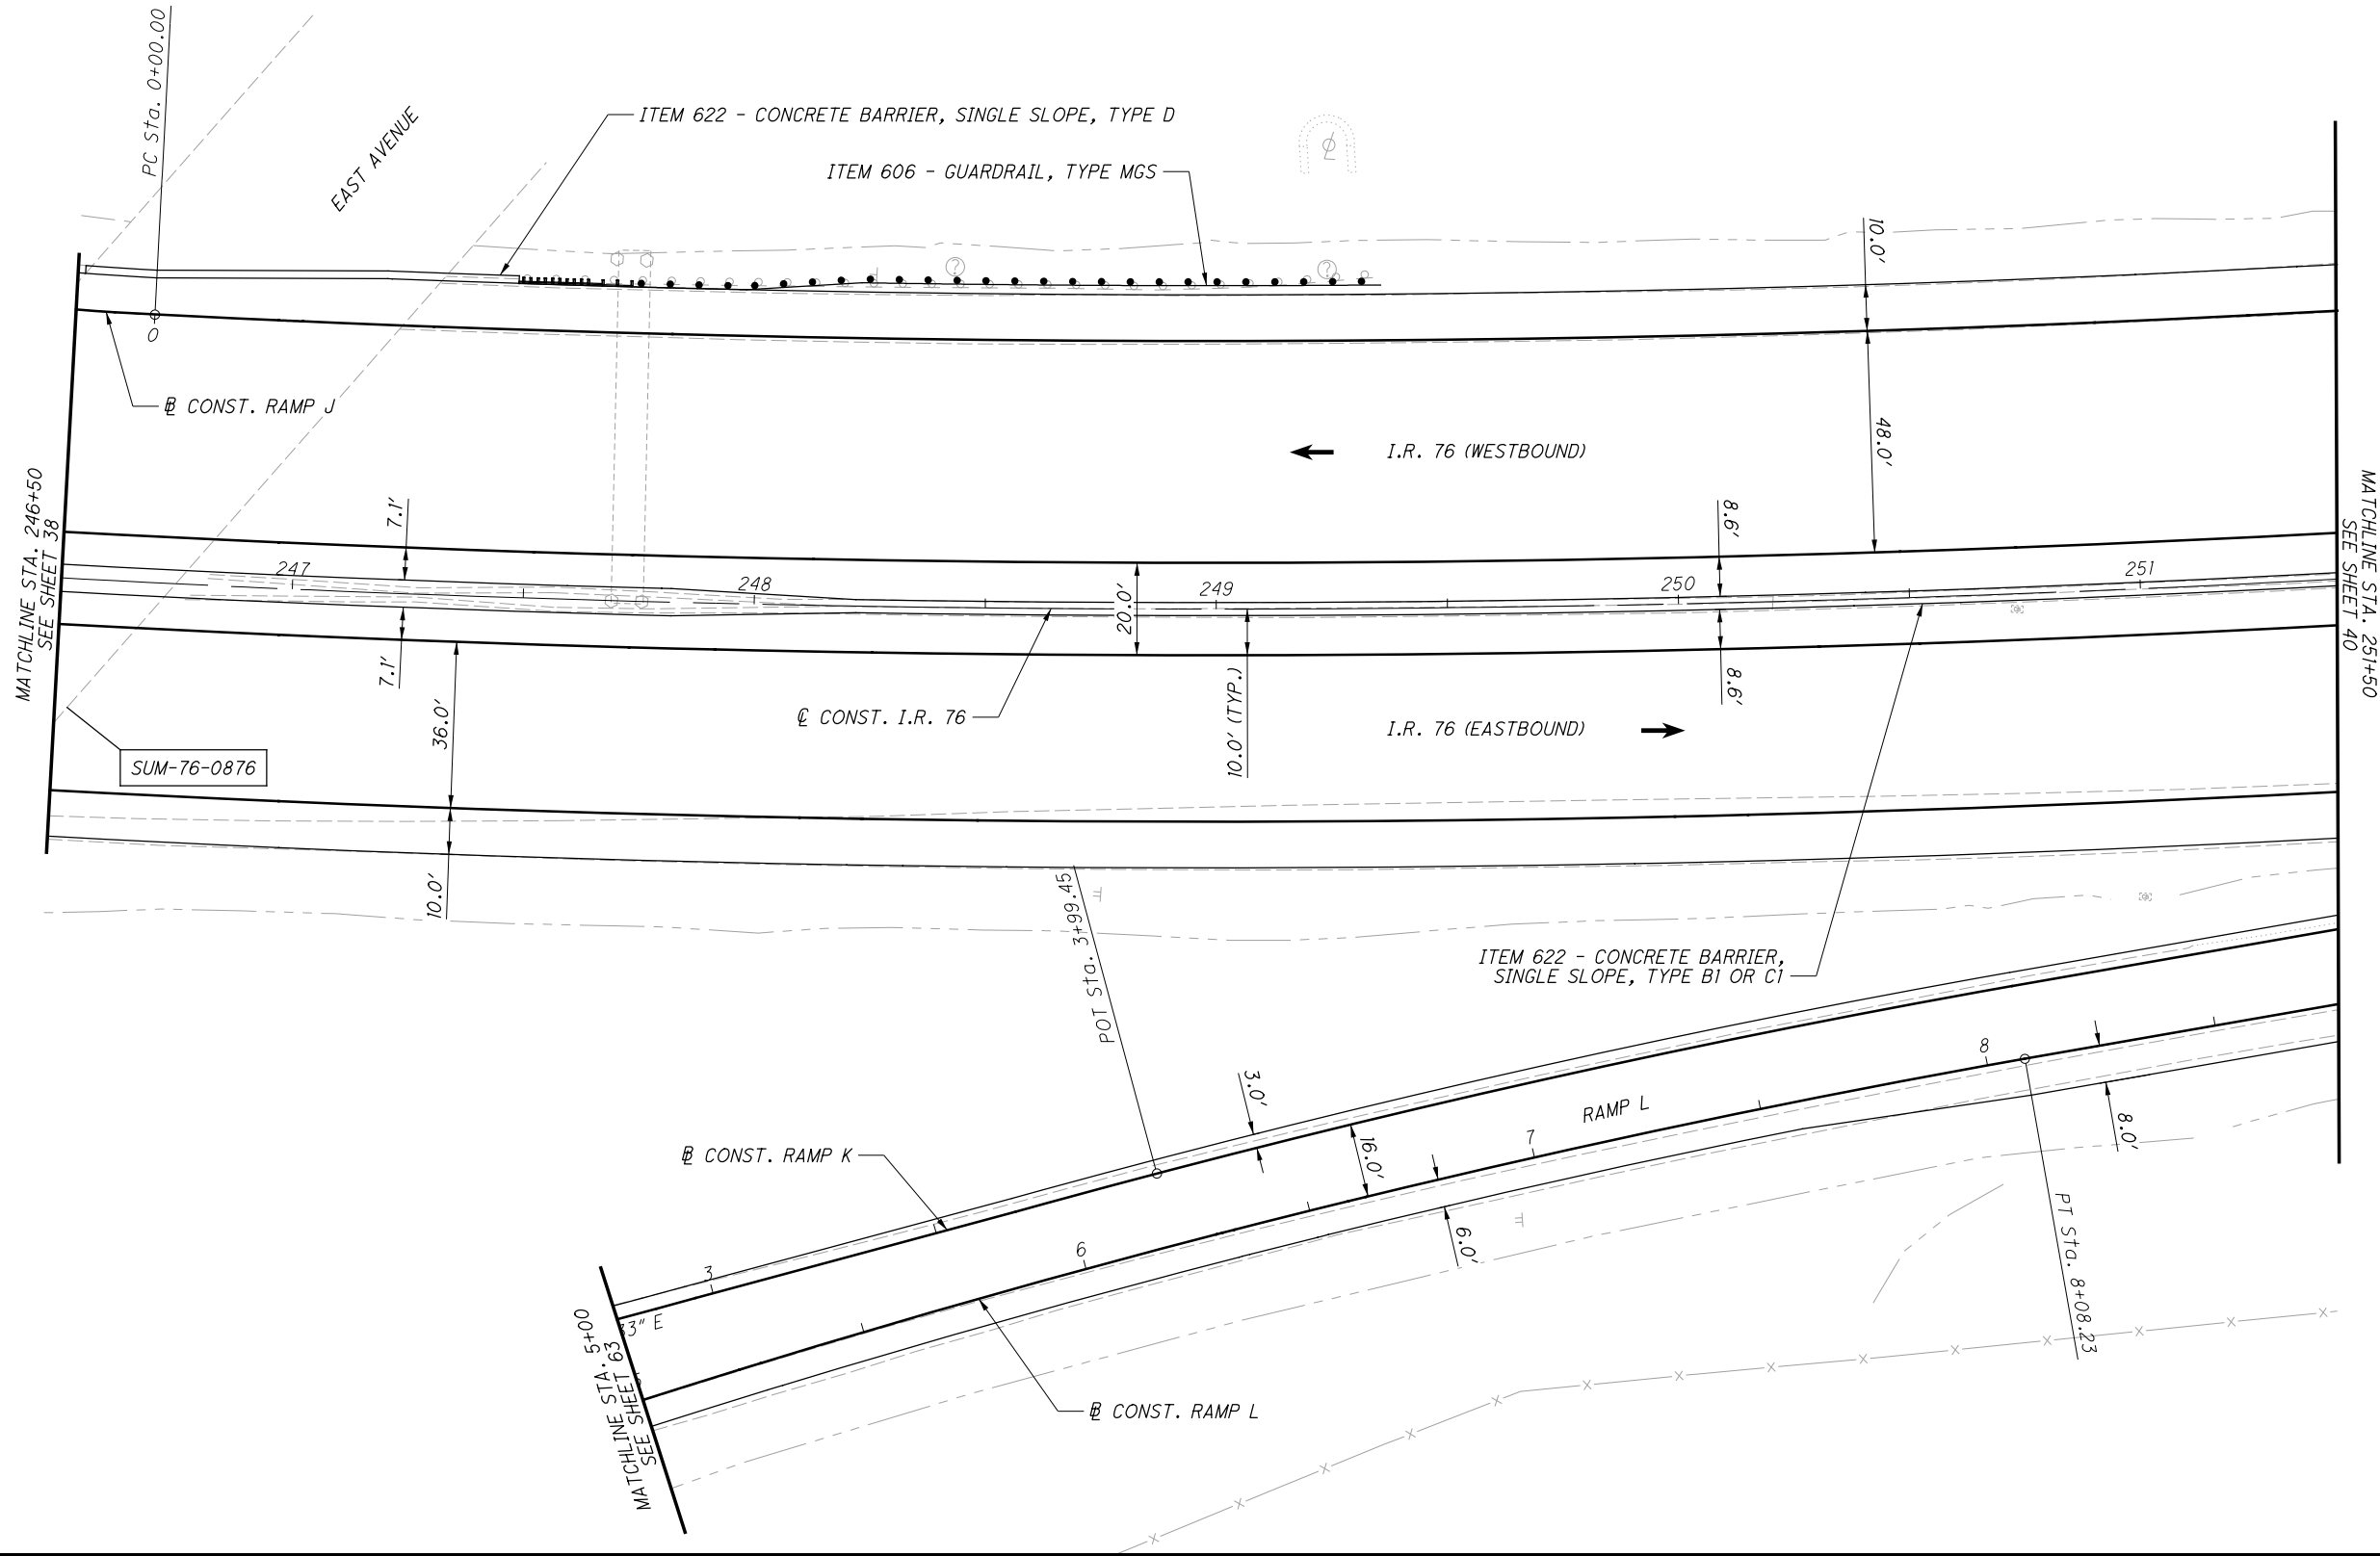 PC Sta. 0+00.00
EAST AVENUE
ITEM 622 - CONCRETE BARRIER, SINGLE SLOPE, TYPE D
ITEM 606 - GUARDRAIL, TYPE MGS
?
?
10.0'
0
℄ CONST. RAMP J
48.0'
I.R. 76 (WESTBOUND)
MATCHLINE STA. 246+50
SEE SHEET 38
MATCHLINE STA. 251+50
SEE SHEET 40
7.1'
8.6'
247
248
249
250
251
20.0'
7.1'
8.6'
36.0'
10.0' (TYP.)
℄ CONST. I.R. 76
I.R. 76 (EASTBOUND)
SUM-76-0876
10.0'
POT Sta. 3+99.45
ITEM 622 - CONCRETE BARRIER,
SINGLE SLOPE, TYPE B1 OR C1
3.0'
RAMP L
8
16.0'
7
8.0'
BL CONST. RAMP K
6
6.0'
3
PT Sta. 8+08.23
33" E
MATCHLINE STA. 5+00
SEE SHEET 63
BL CONST. RAMP L